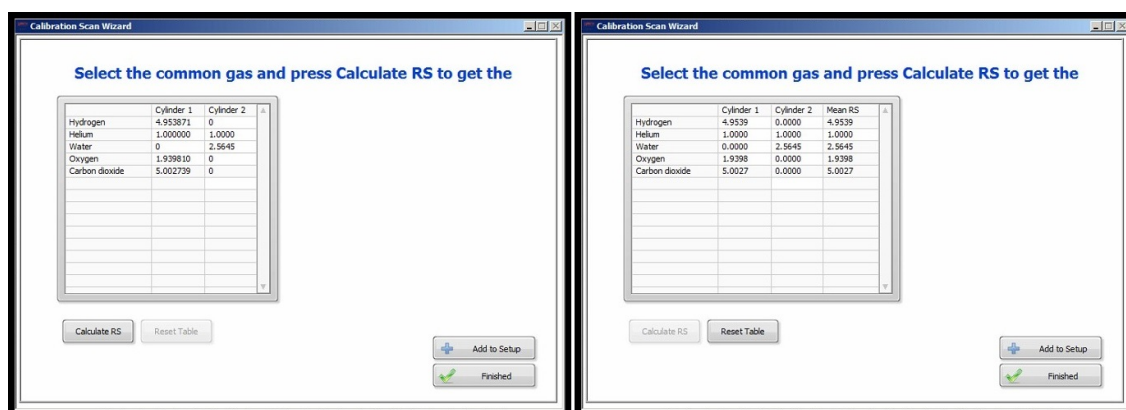 Calibration Scan Wizard
Select the common gas and press Calculate RS to get the
Cylinder 1 Cylinder 2
Hydrogen 4.953871 0
Helium 1.000000 1.0000
Water 0 2.5645
Oxygen 1.939810 0
Carbon dioxide 5.002739 0
Calculate RS Reset Table
Add to Setup
Finished
Calibration Scan Wizard
Select the common gas and press Calculate RS to get the
Cylinder 1 Cylinder 2 Mean RS
Hydrogen 4.9539 0.0000 4.9539
Helium 1.0000 1.0000 1.0000
Water 0.0000 2.5645 2.5645
Oxygen 1.9398 0.0000 1.9398
Carbon dioxide 5.0027 0.0000 5.0027
Calculate RS Reset Table
Add to Setup
Finished